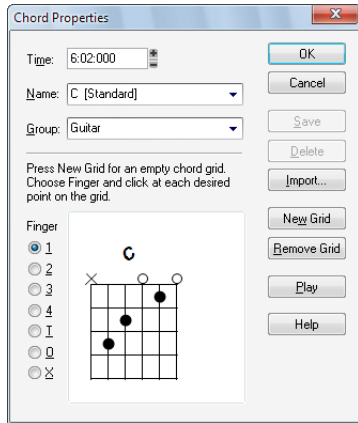 Chord Properties
Time: 6:02:000
OK
Name: C [Standard]
Cancel
Group: Guitar
Save
Delete
Press New Grid for an empty chord grid.
Choose Finger and click at each desired
point on the grid.
Import...
Finger
New Grid
1
C
2
Remove Grid
3
X O O
4
Play
T
O
Help
X